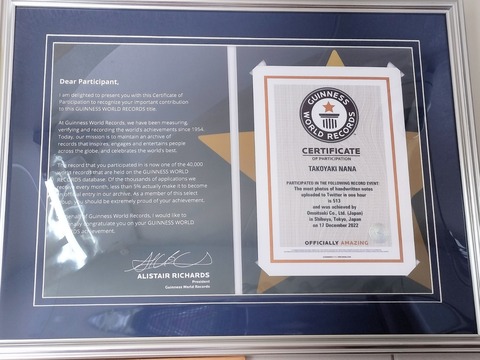 Dear Participant,
I am delighted to present you with this Certificate of
Participation to recognize your important contribution
to this GUINNESS WORLD RECORDS title.
At Guinness World Records, we have been measuring,
verifying and recording the world's achievements since 1954.
Today, our mission is to maintain an archive of
records that inspires, engages and entertains people
across the globe, and celebrates the world's best.
The record that you participated in is now one of the 40,000
records that are held on the GUINNESS WORLD
RECORDS database. Of the thousands of applications we
receive every month, less than 5% actually make it to become
official entry in our archive. As a member of this select
you should be extremely proud of your achievement.
behalf of Guinness World Records, I would like to
congratulate you on your GUINNESS WORLD
RECORDS achievement.
ALISTAIR RICHARDS
President
Guinness World Records
GUINNESS
WORLD RECORDS
CERTIFICATE
OF PARTICIPATION
TAKOYAKI NANA
PARTICIPATED IN THE FOLLOWING RECORD EVENT:
The most photos of handwritten notes
uploaded to Twitter in one hour
is 513
and was achieved by
Co., Ltd. (Japan)
in Shibuya, Tokyo, Japan
on 17 December 2022
OFFICIALLY AMAZING